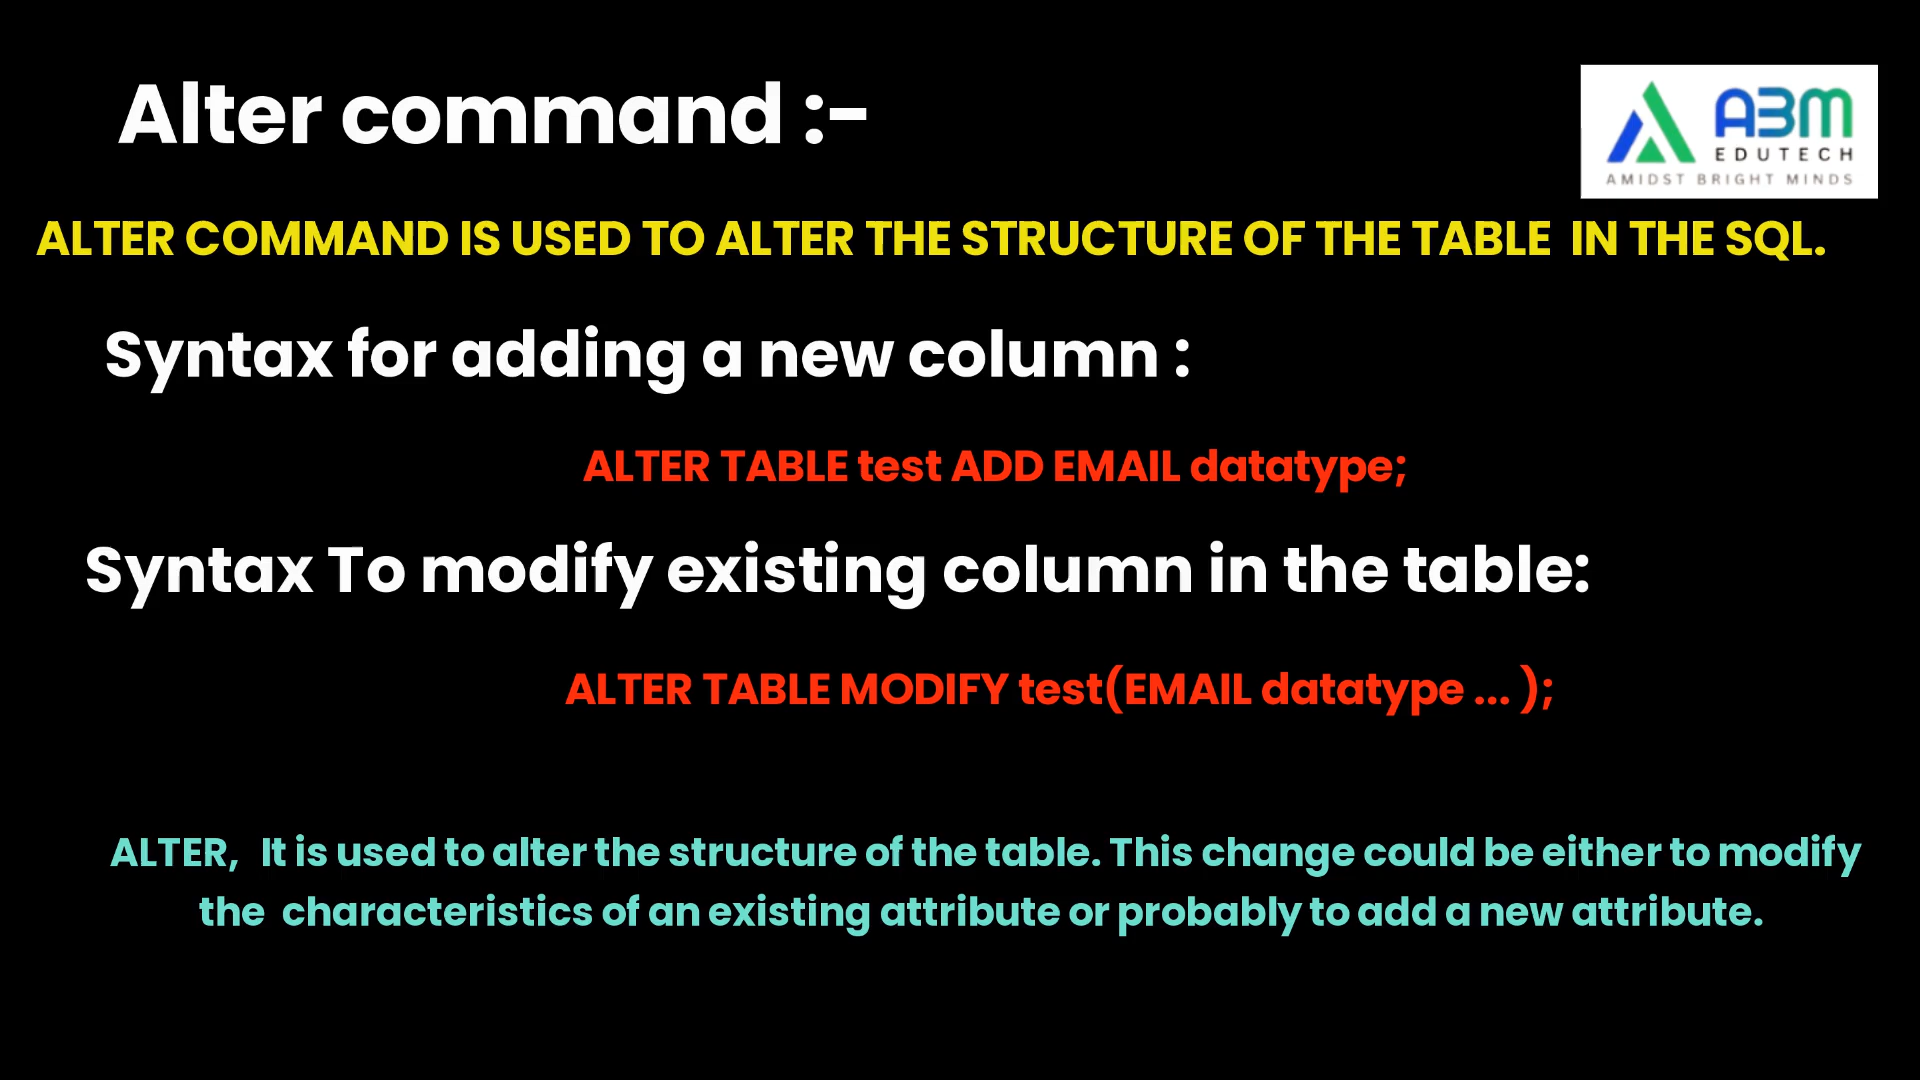 Alter command :-
A3M
EDUTECH
AMIDST BRIGHT MINDS
ALTER COMMAND IS USED TO ALTER THE STRUCTURE OF THE TABLE  IN THE SQL.
Syntax for adding a new column :
ALTER TABLE test ADD EMAIL datatype;
Syntax To modify existing column in the table:
ALTER TABLE MODIFY test(EMAIL datatype ... );
ALTER,  It is used to alter the structure of the table. This change could be either to modify
the  characteristics of an existing attribute or probably to add a new attribute.